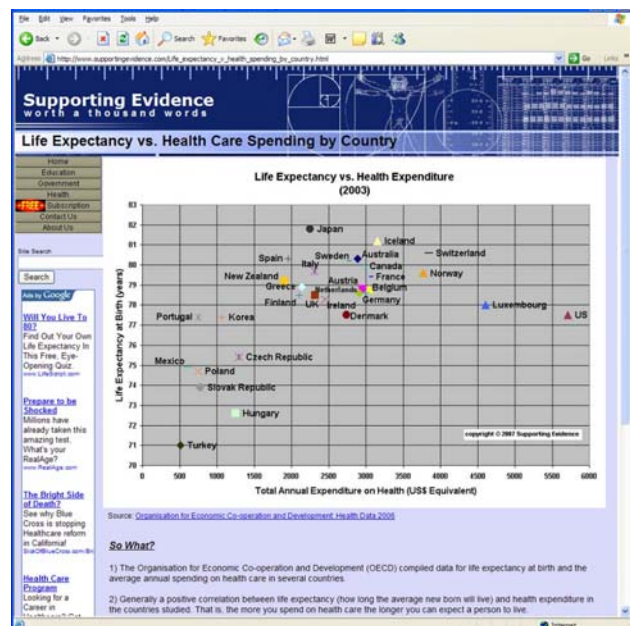 File Edit View Favorites Tools Help
Back Search Favorites
Address http://www.supportingevidence.com/Life_expectancy_v_health_spending_by_country.html Go Links
Supporting Evidence
worth a thousand words
Life Expectancy vs. Health Care Spending by Country
Home
Education
Government
Health
FREE Subscription
Contact Us
About Us
Site Search
Search
Ads by Google
Will You Live To 80?
Find Out Your Own
Life Expectancy In
This Free, Eye-
Opening Quiz.
www.LifeScript.com
Prepare to be
Shocked
Millions have
already taken this
amazing test.
What's your
RealAge?
www.RealAge.com
The Bright Side
of Death?
See why Blue
Cross is stopping
Healthcare reform
in California!
Health Care
Program
Looking for a
Career in
Life Expectancy vs. Health Expenditure
(2003)
Life Expectancy at Birth (years)
83
82
81
80
79
78
77
76
75
74
73
72
71
70
Japan
Iceland
Spain
Sweden
Australia
Switzerland
Italy
Canada
New Zealand
Austria
France
Norway
Greece
Netherlands
Belgium
Finland
UK
Ireland
Germany
Luxembourg
Portugal
Korea
Denmark
US
Czech Republic
Mexico
Poland
Slovak Republic
Hungary
Turkey
copyright © 2007 Supporting Evidence
0 500 1000 1500 2000 2500 3000 3500 4000 4500 5000 5500 6000
Total Annual Expenditure on Health (US$ Equivalent)
Source: Organisation for Economic Co-operation and Development: Health Data 2006
So What?
1) The Organisation for Economic Co-operation and Development (OECD) compiled data for life expectancy at birth and the
average annual spending on health care in several countries.
2) Generally a positive correlation between life expectancy (how long the average new born will live) and health expenditure in
the countries studied. That is, the more you spend on health care the longer you can expect a person to live.
Internet